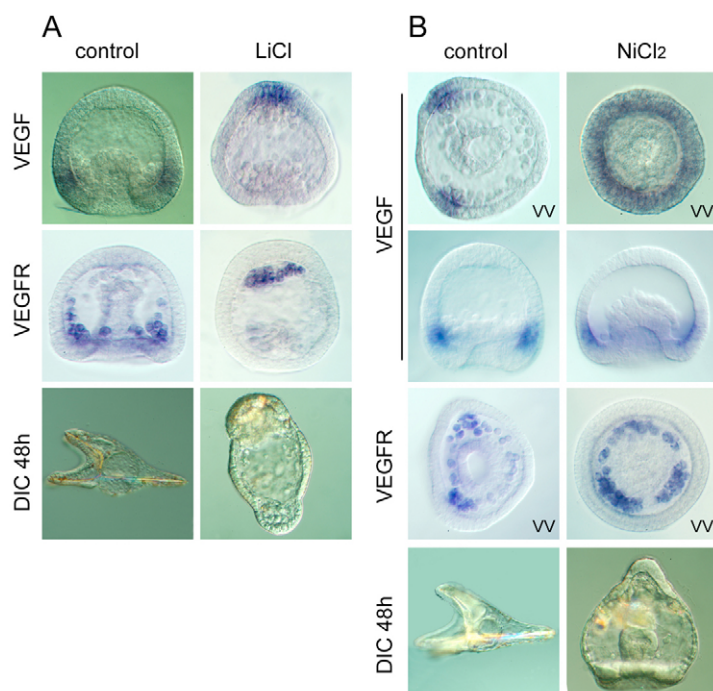 A
control LiCl
VEGF
VEGFR
DIC 48h
B
control NiCl2
VEGF
VV VV
VEGFR
VV VV
DIC 48h